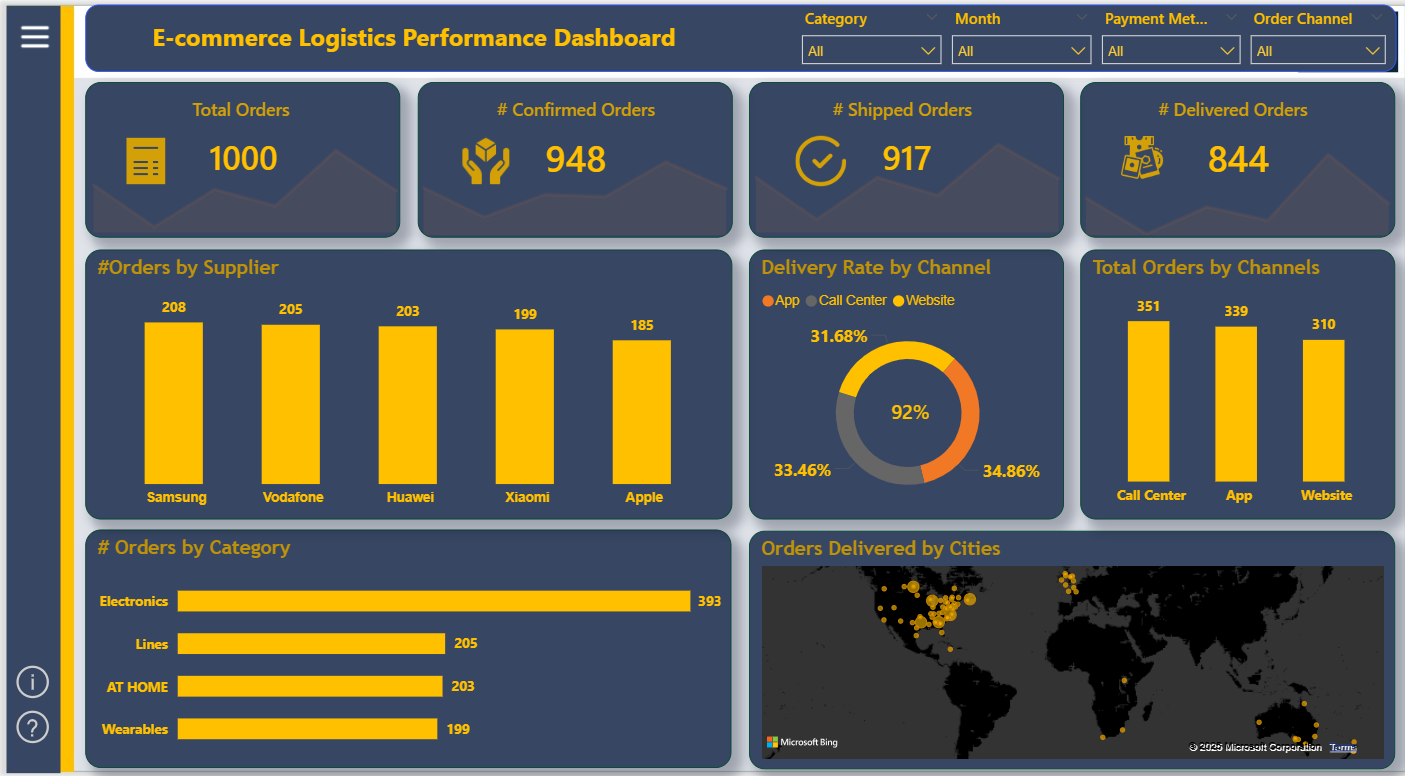 E-commerce Logistics Performance Dashboard
Category
Month
Payment Met...
Order Channel
All
All
All
All
Total Orders
1000
# Confirmed Orders
948
# Shipped Orders
917
# Delivered Orders
844
#Orders by Supplier
208
205
203
199
185
Samsung
Vodafone
Huawei
Xiaomi
Apple
Delivery Rate by Channel
App Call Center Website
31.68%
92%
33.46%
34.86%
Total Orders by Channels
351
339
310
Call Center
App
Website
# Orders by Category
Electronics 393
Lines 205
AT HOME 203
Wearables 199
Orders Delivered by Cities
Microsoft Bing
© 2025 Microsoft Corporation Terms
i
?